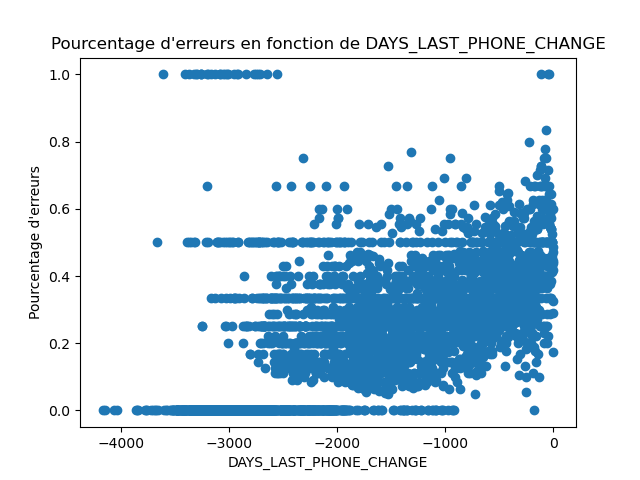 Pourcentage d'erreurs en fonction de DAYS_LAST_PHONE_CHANGE
1.0
0.8
0.6
0.4
0.2
0.0
Pourcentage d'erreurs
−4000 −3000 −2000 −1000 0
DAYS_LAST_PHONE_CHANGE